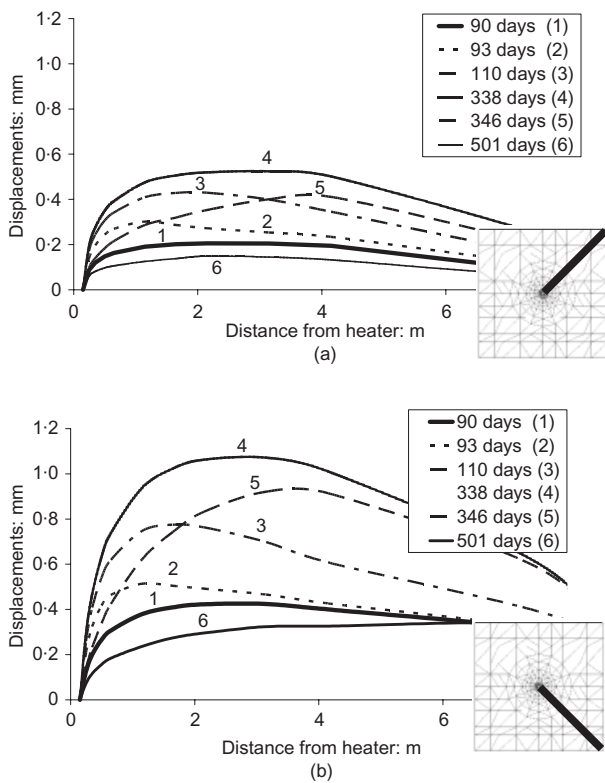 1·2
1·0
0·8
0·6
0·4
0·2
0
Displacements: mm
90 days (1)
93 days (2)
110 days (3)
338 days (4)
346 days (5)
501 days (6)
4
3
5
2
1
6
0
2
4
6
Distance from heater: m
(a)
1·2
1·0
0·8
0·6
0·4
0·2
0
Displacements: mm
90 days (1)
93 days (2)
110 days (3)
338 days (4)
346 days (5)
501 days (6)
4
5
3
2
1
6
0
2
4
6
Distance from heater: m
(b)